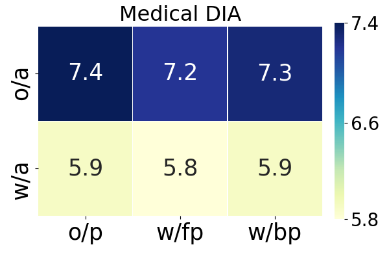 Medical DIA
o/a 7.4 7.2 7.3
w/a 5.9 5.8 5.9
o/p w/fp w/bp
7.4
6.6
5.8